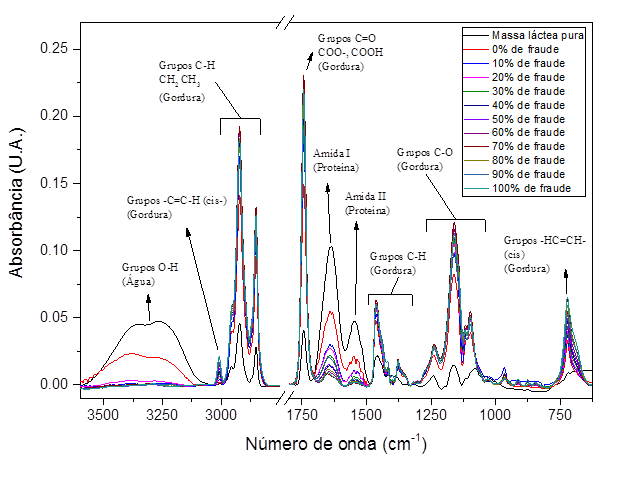 Absorbância (U.A.)
0.25
0.20
0.15
0.10
0.05
0.00
Grupos C-H
CH2 CH3
(Gordura)
Grupos -C=C-H (cis-)
(Gordura)
Grupos O-H
(Água)
Grupos C=O
COO-, COOH
(Gordura)
Amida I
(Proteina)
Amida II
(Proteina)
Grupos C-H
(Gordura)
Grupos C-O
(Gordura)
Grupos -HC=CH-
(cis)
(Gordura)
Massa láctea pura
0% de fraude
10% de fraude
20% de fraude
30% de fraude
40% de fraude
50% de fraude
60% de fraude
70% de fraude
80% de fraude
90% de fraude
100% de fraude
3500 3000 1800 1500 1250 1000 750
Número de onda (cm-1)